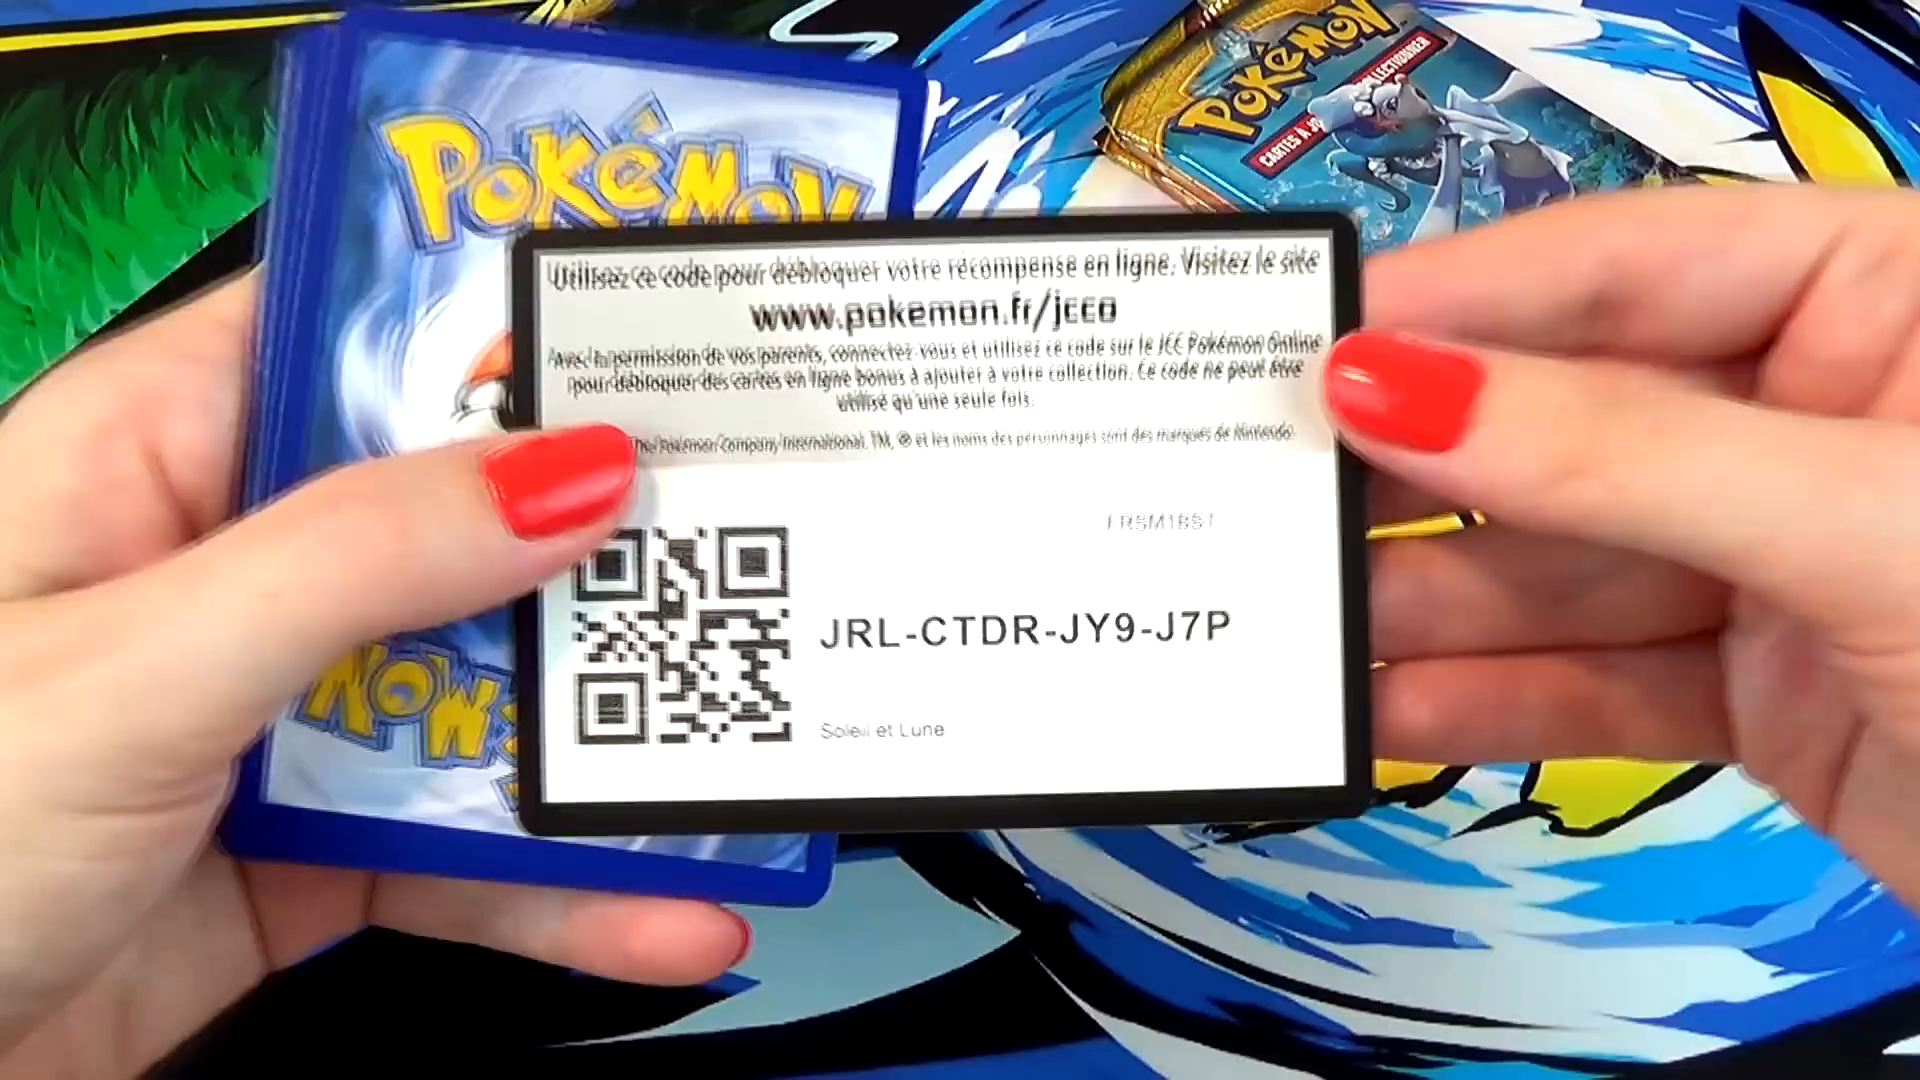 POKéMON
POKéMON
CARTES À COLLECTIONNER
Utilisez ce code pour débloquer votre récompense en ligne. Visitez le site
www.pokemon.fr/jcco
Avec la permission de vos parents, connectez-vous et utilisez ce code sur le JCC Pokémon Online
pour débloquer des cartes en ligne bonus à ajouter à votre collection. Ce code ne peut être
utilisé qu'une seule fois.
The Pokémon Company International. TM, ® et les noms des personnages sont des marques de Nintendo.
FRSM1BST
JRL-CTDR-JY9-J7P
Soleil et Lune